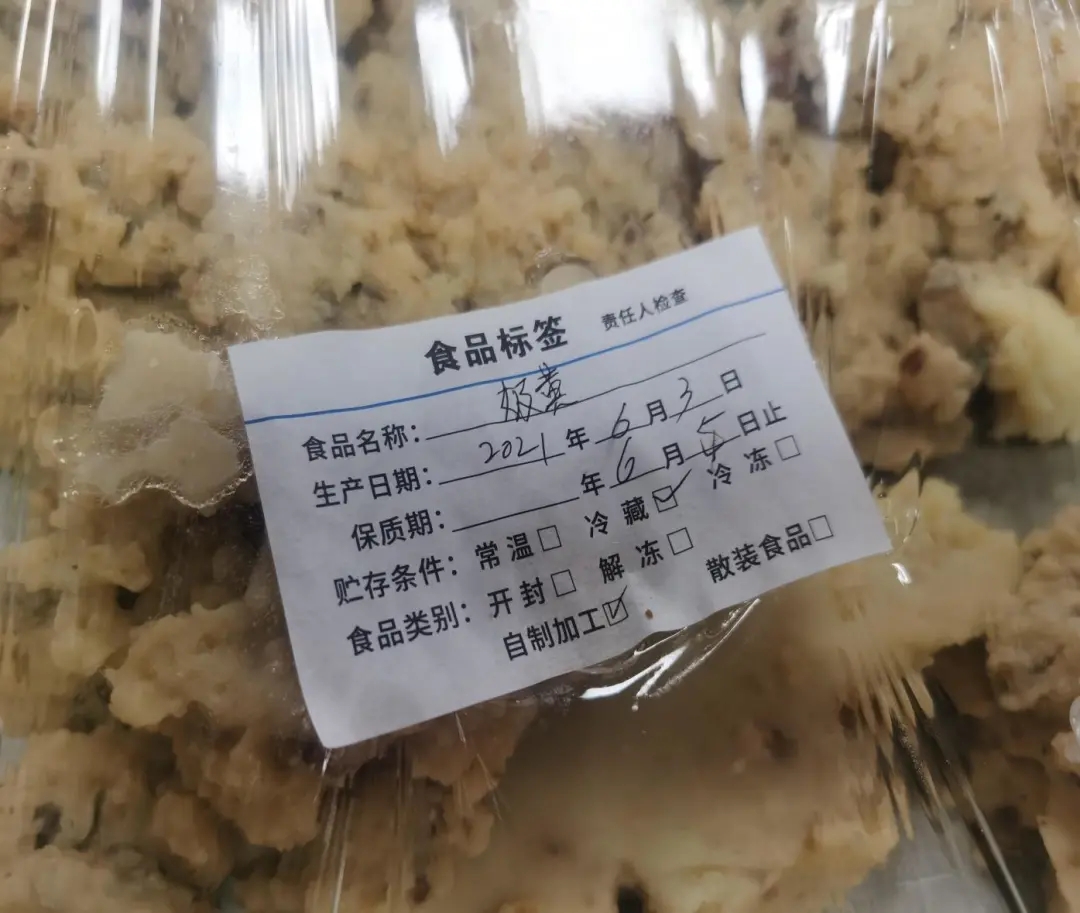 食品标签 责任人检查
食品名称：
生产日期：2021年6月3日
保质期：年6月5日止
贮存条件：常温□ 冷藏☑ 冷冻□
食品类别：开封□ 解冻□
自制加工☑ 散装食品□